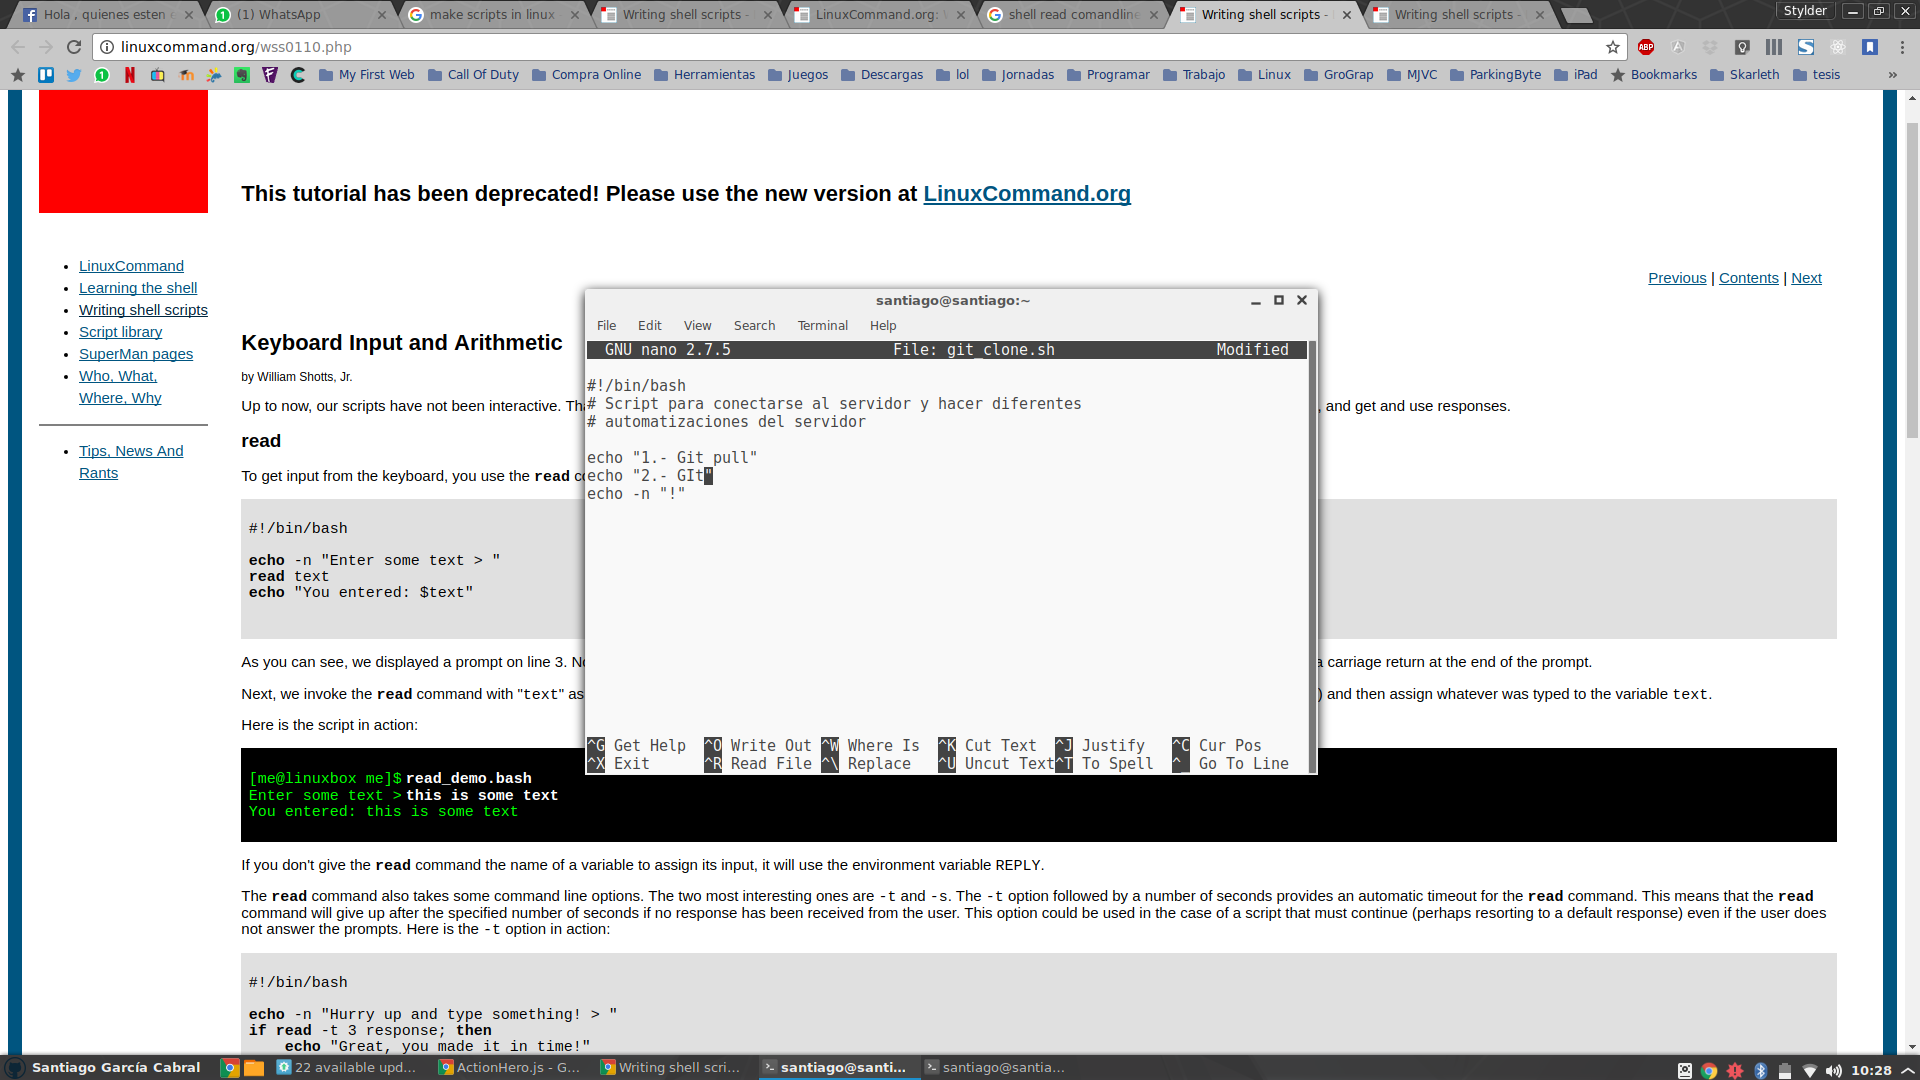 Hola , quienes esten e
(1) WhatsApp
make scripts in linux -
Writing shell scripts -
LinuxCommand.org: W
shell read comandline
Writing shell scripts -
Writing shell scripts -
Stylder
linuxcommand.org/wss0110.php
My First Web
Call Of Duty
Compra Online
Herramientas
Juegos
Descargas
lol
Jornadas
Programar
Trabajo
Linux
GroGrap
MJVC
ParkingByte
iPad
Bookmarks
Skarleth
tesis
This tutorial has been deprecated! Please use the new version at LinuxCommand.org
LinuxCommand
Learning the shell
Writing shell scripts
Script library
SuperMan pages
Who, What,
Where, Why
Tips, News And
Rants
Previous | Contents | Next
Keyboard Input and Arithmetic
by William Shotts, Jr.
Up to now, our scripts have not been interactive. Tha , and get and use responses.
read
To get input from the keyboard, you use the read co
#!/bin/bash
echo -n "Enter some text > "
read text
echo "You entered: $text"
As you can see, we displayed a prompt on line 3. No a carriage return at the end of the prompt.
Next, we invoke the read command with "text" as ) and then assign whatever was typed to the variable text.
Here is the script in action:
[me@linuxbox me]$ read_demo.bash
Enter some text > this is some text
You entered: this is some text
If you don't give the read command the name of a variable to assign its input, it will use the environment variable REPLY.
The read command also takes some command line options. The two most interesting ones are -t and -s. The -t option followed by a number of seconds provides an automatic timeout for the read command. This means that the read
command will give up after the specified number of seconds if no response has been received from the user. This option could be used in the case of a script that must continue (perhaps resorting to a default response) even if the user does
not answer the prompts. Here is the -t option in action:
#!/bin/bash
echo -n "Hurry up and type something! > "
if read -t 3 response; then
echo "Great, you made it in time!"
santiago@santiago:~
File Edit View Search Terminal Help
GNU nano 2.7.5 File: git_clone.sh Modified
#!/bin/bash
# Script para conectarse al servidor y hacer diferentes
# automatizaciones del servidor
echo "1.- Git pull"
echo "2.- GIt"
echo -n "!"
^G Get Help ^O Write Out ^W Where Is ^K Cut Text ^J Justify ^C Cur Pos
^X Exit ^R Read File ^\ Replace ^U Uncut Text ^T To Spell ^_ Go To Line
Santiago García Cabral
22 available upd...
ActionHero.js - G...
Writing shell scri...
santiago@santi...
santiago@santia...
10:28